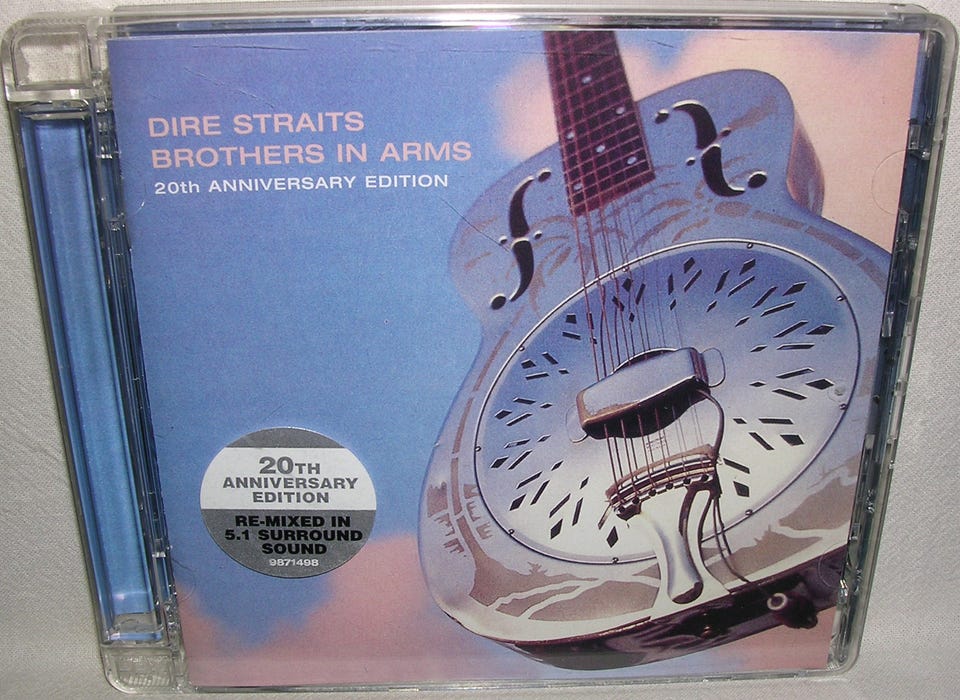 DIRE STRAITS
BROTHERS IN ARMS
20th ANNIVERSARY EDITION
20TH
ANNIVERSARY
EDITION
RE-MIXED IN
5.1 SURROUND
SOUND
9871498